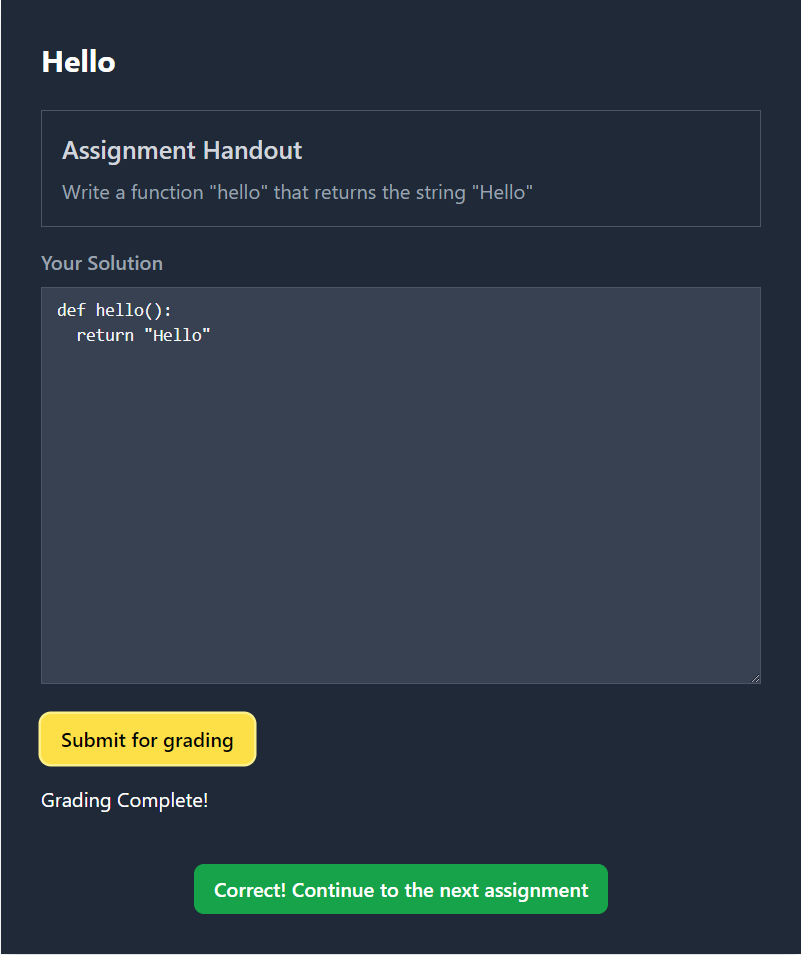 Hello
Assignment Handout
Write a function "hello" that returns the string "Hello"
Your Solution
def hello():
  return "Hello"
Submit for grading
Grading Complete!
Correct! Continue to the next assignment